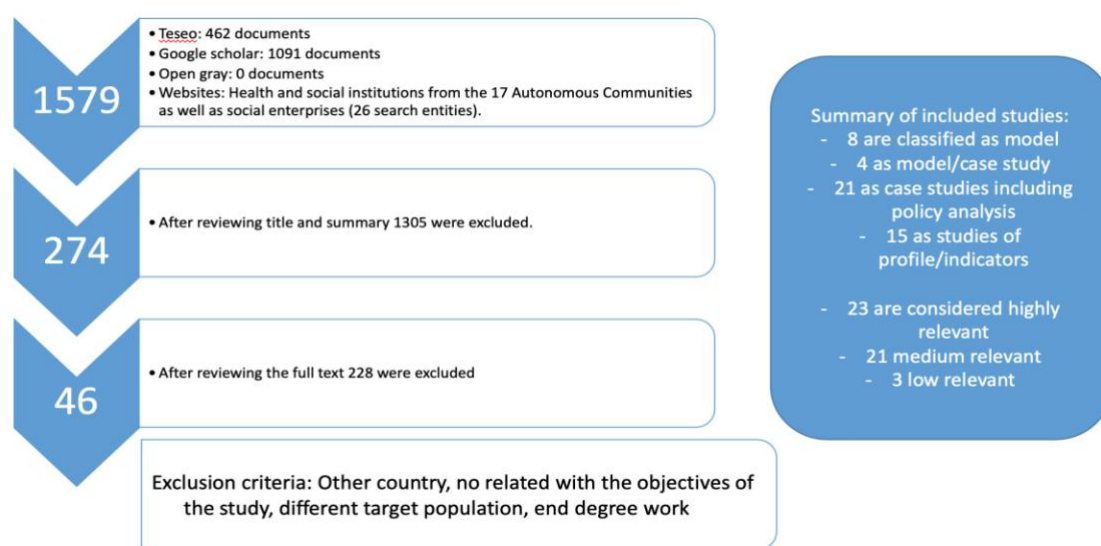 1579
• Teseo: 462 documents
• Google scholar: 1091 documents
• Open gray: 0 documents
• Websites: Health and social institutions from the 17 Autonomous Communities
as well as social enterprises (26 search entities).
274
• After reviewing title and summary 1305 were excluded.
46
• After reviewing the full text 228 were excluded
Exclusion criteria: Other country, no related with the objectives of
the study, different target population, end degree work
Summary of included studies:
- 8 are classified as model
- 4 as model/case study
- 21 as case studies including
policy analysis
- 15 as studies of
profile/indicators
- 23 are considered highly
relevant
- 21 medium relevant
- 3 low relevant